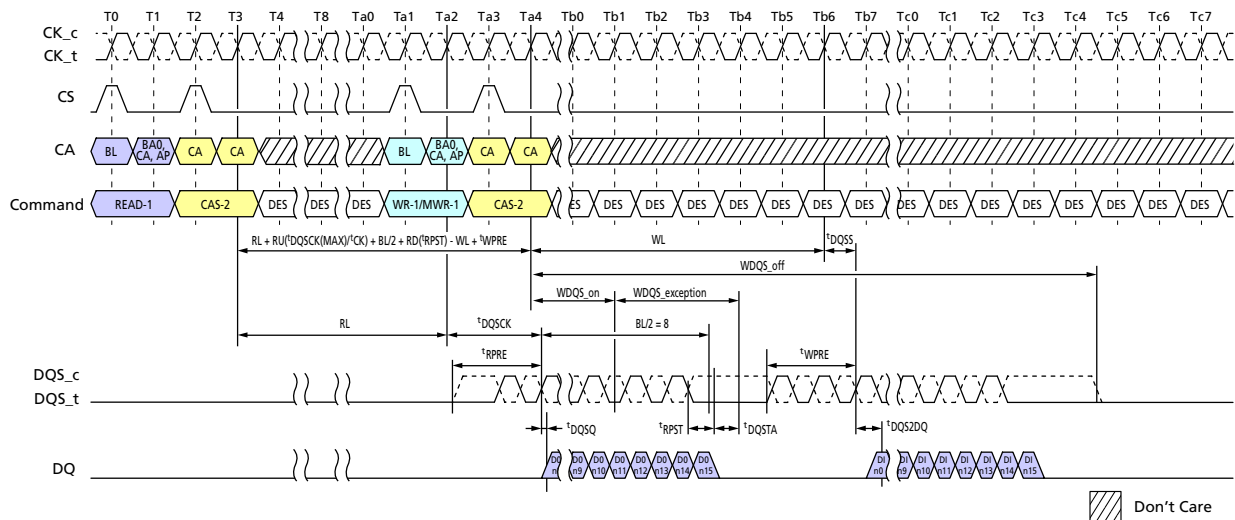 T0 T1 T2 T3 T4 T8 Ta0 Ta1 Ta2 Ta3 Ta4 Tb0 Tb1 Tb2 Tb3 Tb4 Tb5 Tb6 Tb7 Tc0 Tc1 Tc2 Tc3 Tc4 Tc5 Tc6 Tc7
CK_c
CK_t
CS
CA
BL
BA0,
CA, AP
CA
CA
BL
BA0,
CA, AP
CA
CA
Command
READ-1 CAS-2 DES DES DES WR-1/MWR-1 CAS-2 DES DES DES DES DES DES DES DES DES DES DES DES DES DES DES DES
RL + RU(tDQSCK(MAX)/tCK) + BL/2 + RD(tRPST) - WL + tWPRE
WL
tDQSS
WDQS_off
WDQS_on
WDQS_exception
RL
tDQSCK
BL/2 = 8
tRPRE
tWPRE
DQS_c
DQS_t
tDQSQ
tRPST
tDQSTA
tDQS2DQ
DQ
D0 D0 D0 D0 D0 D0 D0 D0 DI DI DI DI DI DI DI DI
n n9 n10 n11 n12 n13 n14 n15 n0 n9 n10 n11 n12 n13 n14 n15
Don't Care